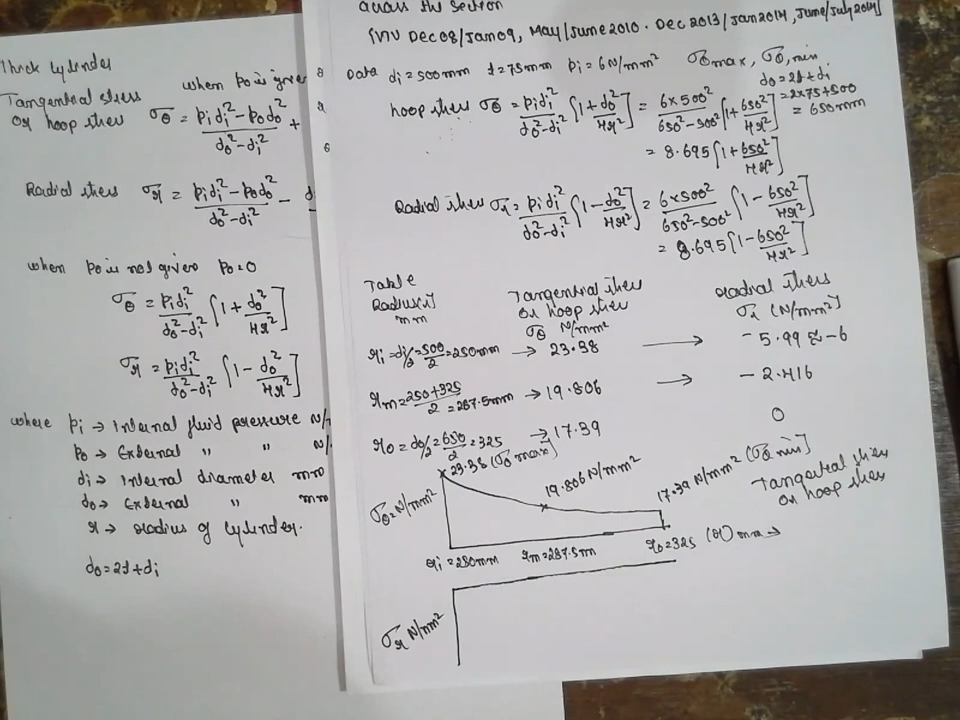 Thick Cylinder
when po is given
Tangential stress
or hoop stress σθ = pidi² - podo² / do² - di² +
Radial stress σr = pidi² - podo² / do² - di² - d
when po is not given po=0
σθ = pidi² / do² - di² [1 + do² / 4r²]
σr = pidi² / do² - di² [1 - do² / 4r²]
where pi → Internal fluid pressure N/
po → External " " N/
di → Internal diameter mm
do → External " mm
r → radius of Cylinder.
do = 2t + di
across the section
(VTU Dec08/Jan09, May/June 2010. Dec 2013/Jan2014, June/July 2014)
Data di = 500mm t = 75mm pi = 6N/mm² σθ max, σθ, min
do = 2t + di
= 2x75+500
= 650mm
hoop stress σθ = pidi² / do² - di² [1 + do² / 4r²] = 6x500² / 650² - 500² [1 + 650² / 4r²]
= 8.695 [1 + 650² / 4r²]
Radial stress σr = pidi² / do² - di² [1 - do² / 4r²] = 6x500² / 650² - 500² [1 - 650² / 4r²]
= 8.695 [1 - 650² / 4r²]
Table
Radius(r) mm
Tangential stress or hoop stress σθ N/mm²
radial stress σr (N/mm²)
ri = di/2 = 500/2 = 250mm → 23.38 → -5.99 ≈ -6
rm = 250+325 / 2 = 287.5mm → 19.806 → -2.416
ro = do/2 = 650/2 = 325 → 17.39 0
23.38 (σθ max)
19.806 N/mm²
17.39 N/mm² (σθ min)
Tangential stress
or hoop stress
σθ N/mm²
ri = 250mm rm = 287.5m ro = 325 (r) mm →
σr N/mm²